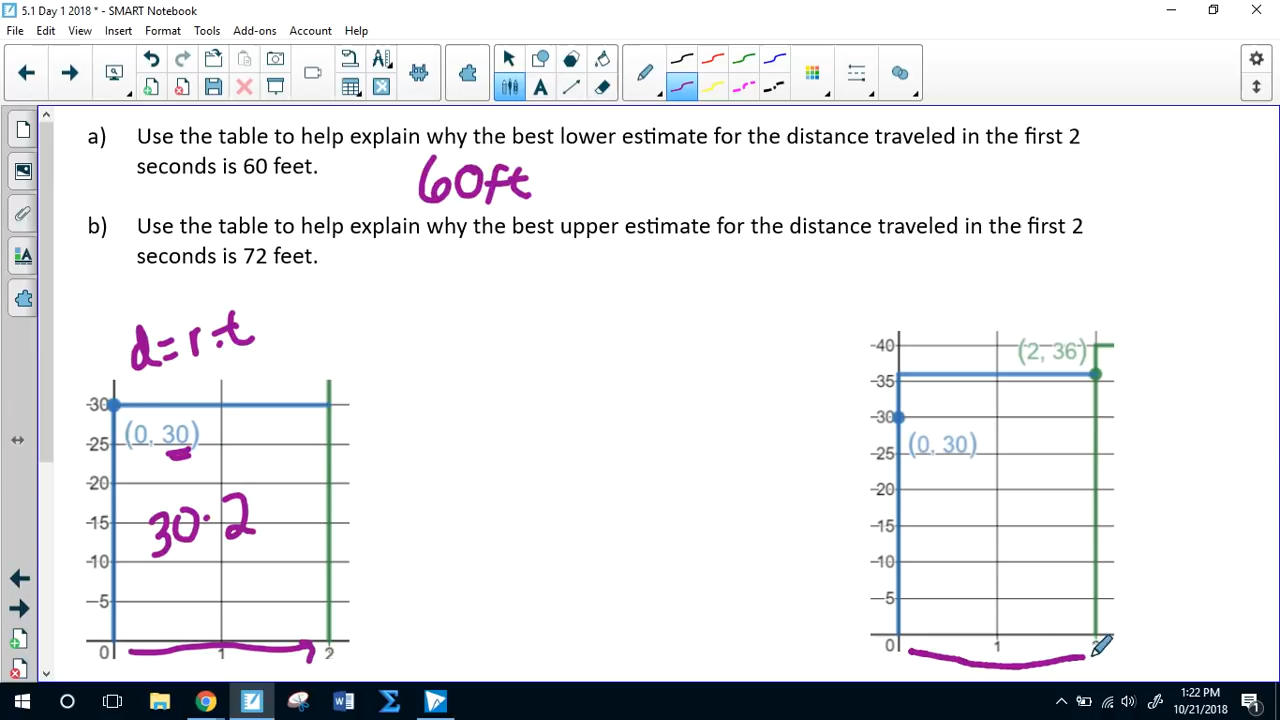 5.1 Day 1 2018 * - SMART Notebook
File Edit View Insert Format Tools Add-ons Account Help
a) Use the table to help explain why the best lower estimate for the distance traveled in the first 2
seconds is 60 feet.
60ft
b) Use the table to help explain why the best upper estimate for the distance traveled in the first 2
seconds is 72 feet.
d=r·t
30
(0, 30)
25
20
30·2
15
10
5
0 1 2
40
(2, 36)
35
30
(0, 30)
25
20
15
10
5
0 1
1:22 PM
10/21/2018